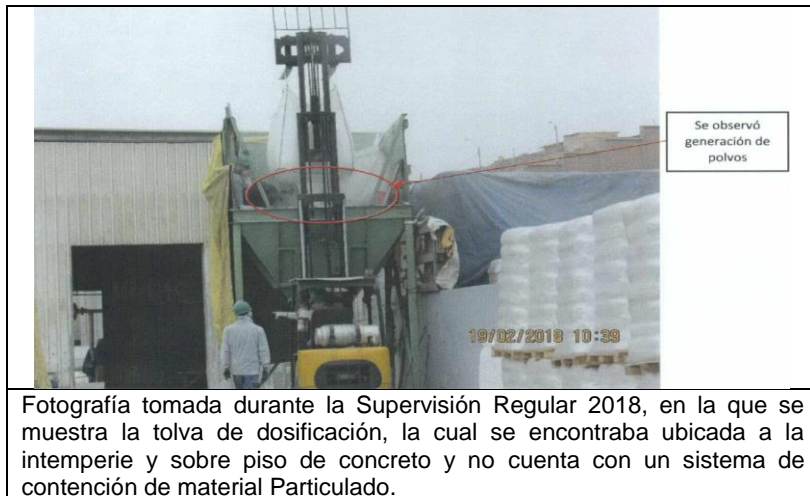 Se observó
generación de
polvos
19/02/2018 10:39
Fotografía tomada durante la Supervisión Regular 2018, en la que se
muestra la tolva de dosificación, la cual se encontraba ubicada a la
intemperie y sobre piso de concreto y no cuenta con un sistema de
contención de material Particulado.